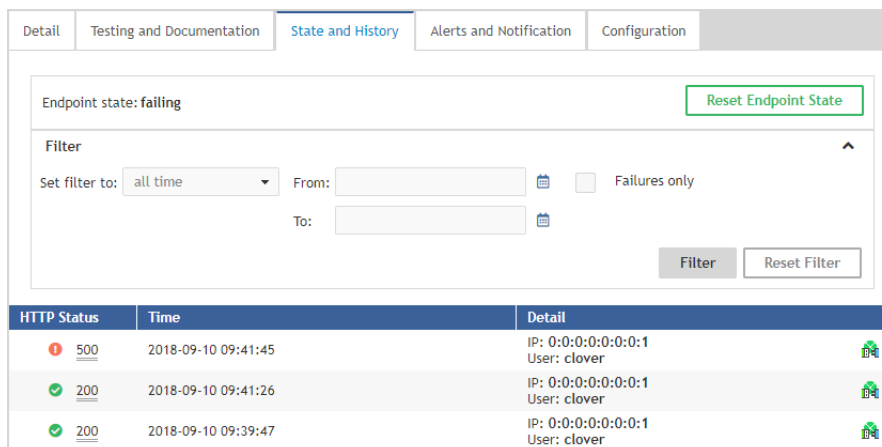 Detail Testing and Documentation State and History Alerts and Notification Configuration
Endpoint state: failing Reset Endpoint State
Filter
Set filter to: all time From: Failures only
To:
Filter Reset Filter
HTTP Status Time Detail
500 2018-09-10 09:41:45 IP: 0:0:0:0:0:0:0:1
User: clover
200 2018-09-10 09:41:26 IP: 0:0:0:0:0:0:0:1
User: clover
200 2018-09-10 09:39:47 IP: 0:0:0:0:0:0:0:1
User: clover